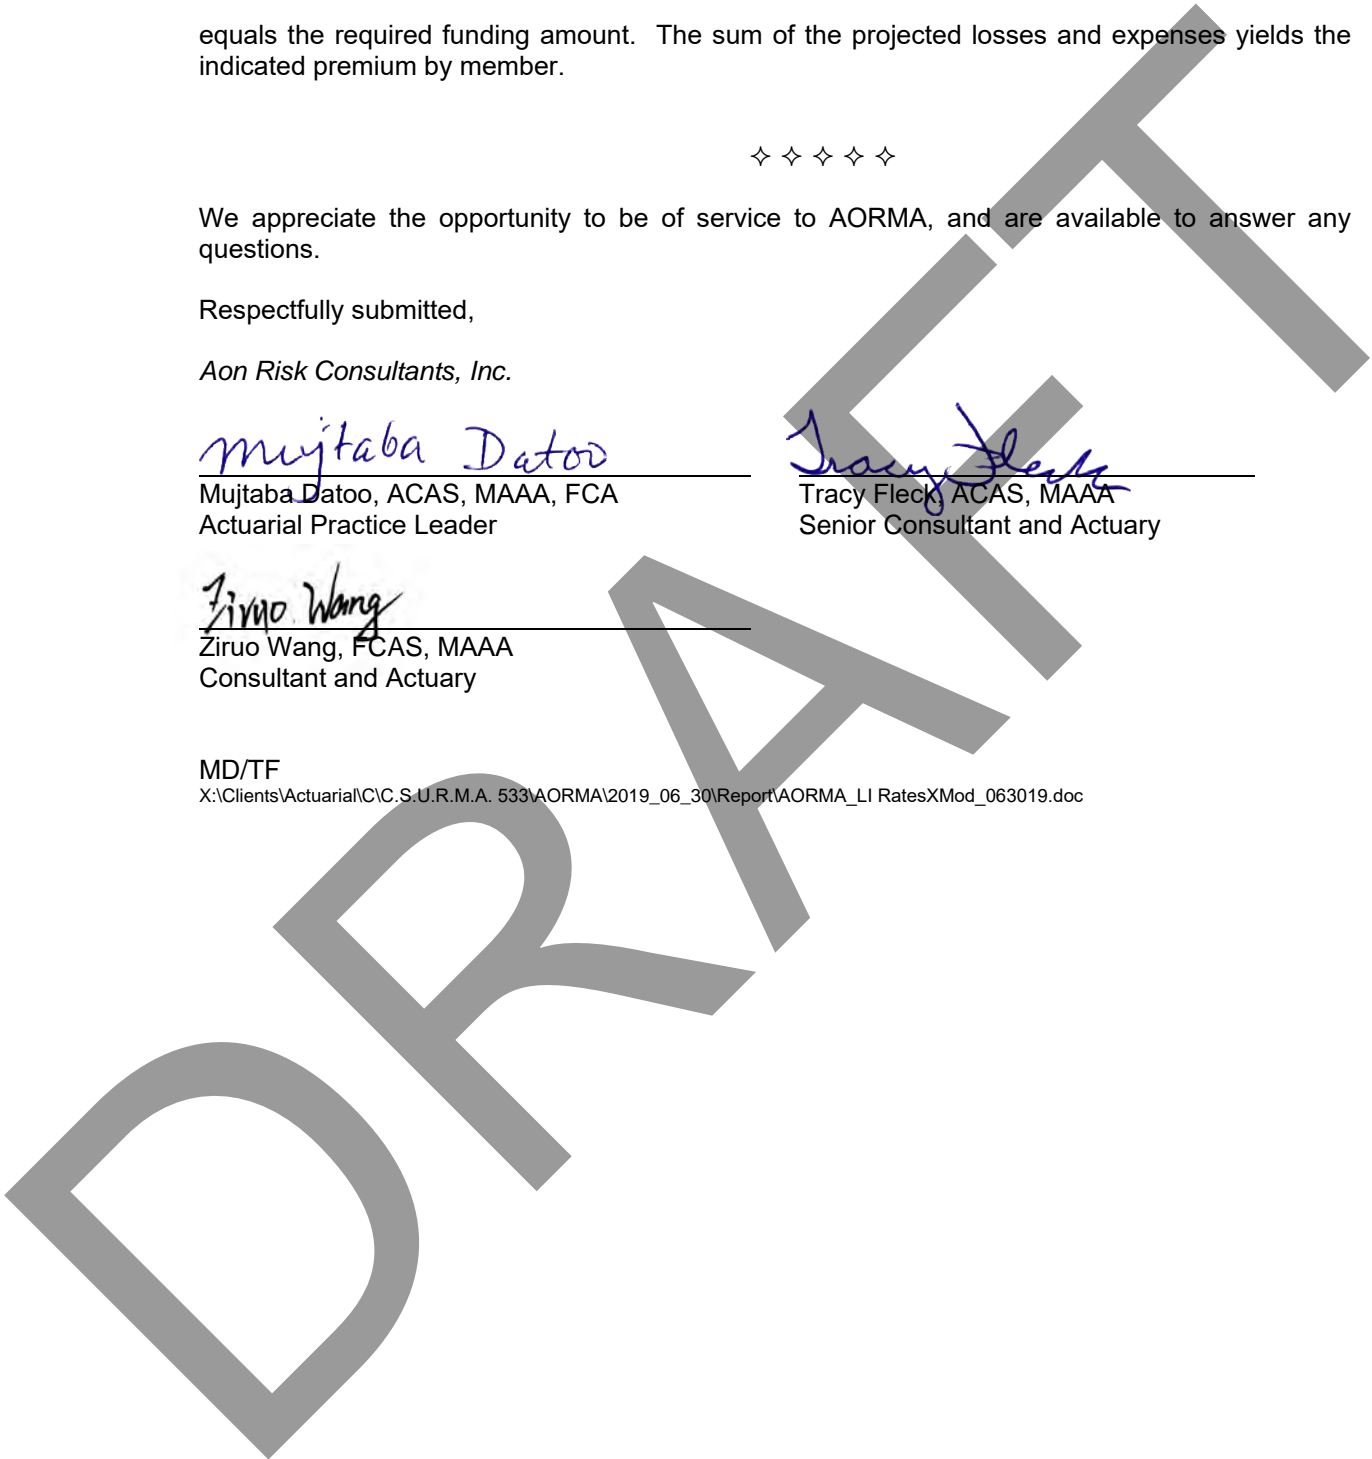 equals the required funding amount.  The sum of the projected losses and expenses yields the
indicated premium by member.
✧ ✧ ✧ ✧ ✧
We appreciate the opportunity to be of service to AORMA, and are available to answer any
questions.
Respectfully submitted,
Aon Risk Consultants, Inc.
Mujtaba Datoo Tracy Fleck
Mujtaba Datoo, ACAS, MAAA, FCA Tracy Fleck, ACAS, MAAA
Actuarial Practice Leader Senior Consultant and Actuary
Ziruo Wang
Ziruo Wang, FCAS, MAAA
Consultant and Actuary
MD/TF
X:\Clients\Actuarial\C\C.S.U.R.M.A. 533\AORMA\2019_06_30\Report\AORMA_LI RatesXMod_063019.doc
DRAFT